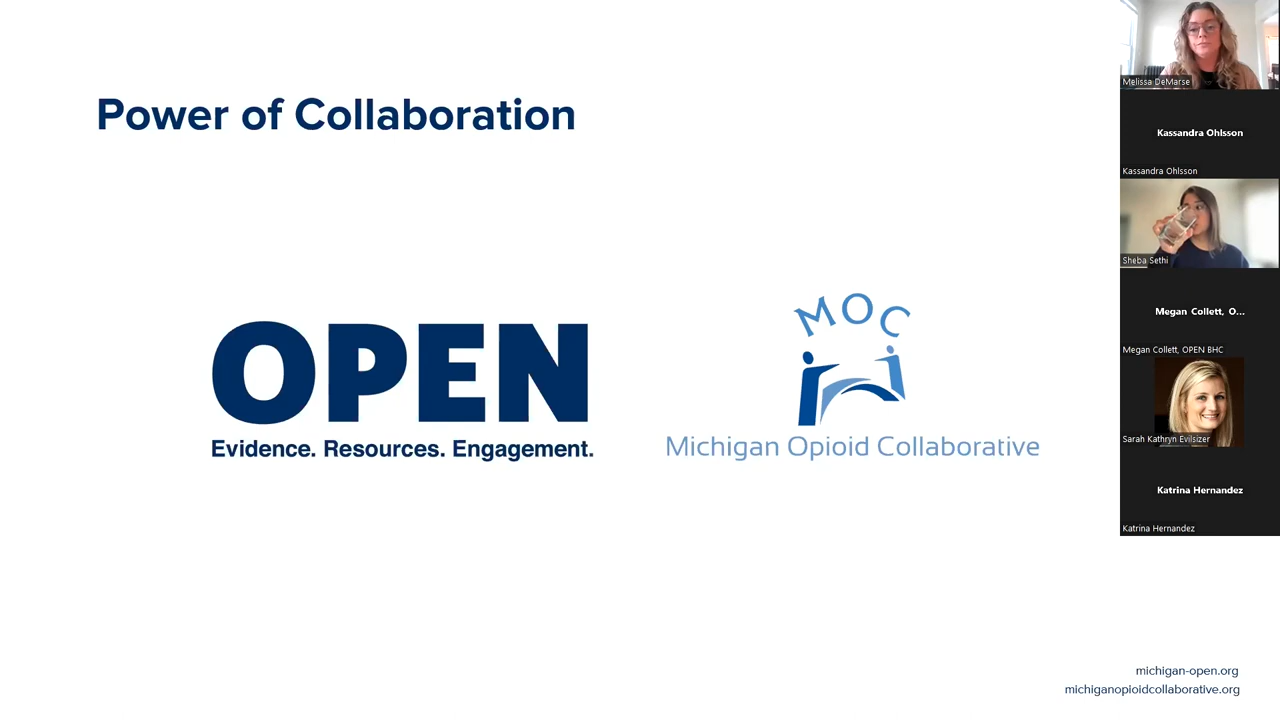 Power of Collaboration
OPEN
Evidence. Resources. Engagement.
MOC
Michigan Opioid Collaborative
michigan-open.org
michiganopioidcollaborative.org
Melissa DeMarse
Kassandra Ohlsson
Kassandra Ohlsson
Sheba Sethi
Megan Collett, O...
Megan Collett, OPEN BHC
Sarah Kathryn Evilsizer
Katrina Hernandez
Katrina Hernandez